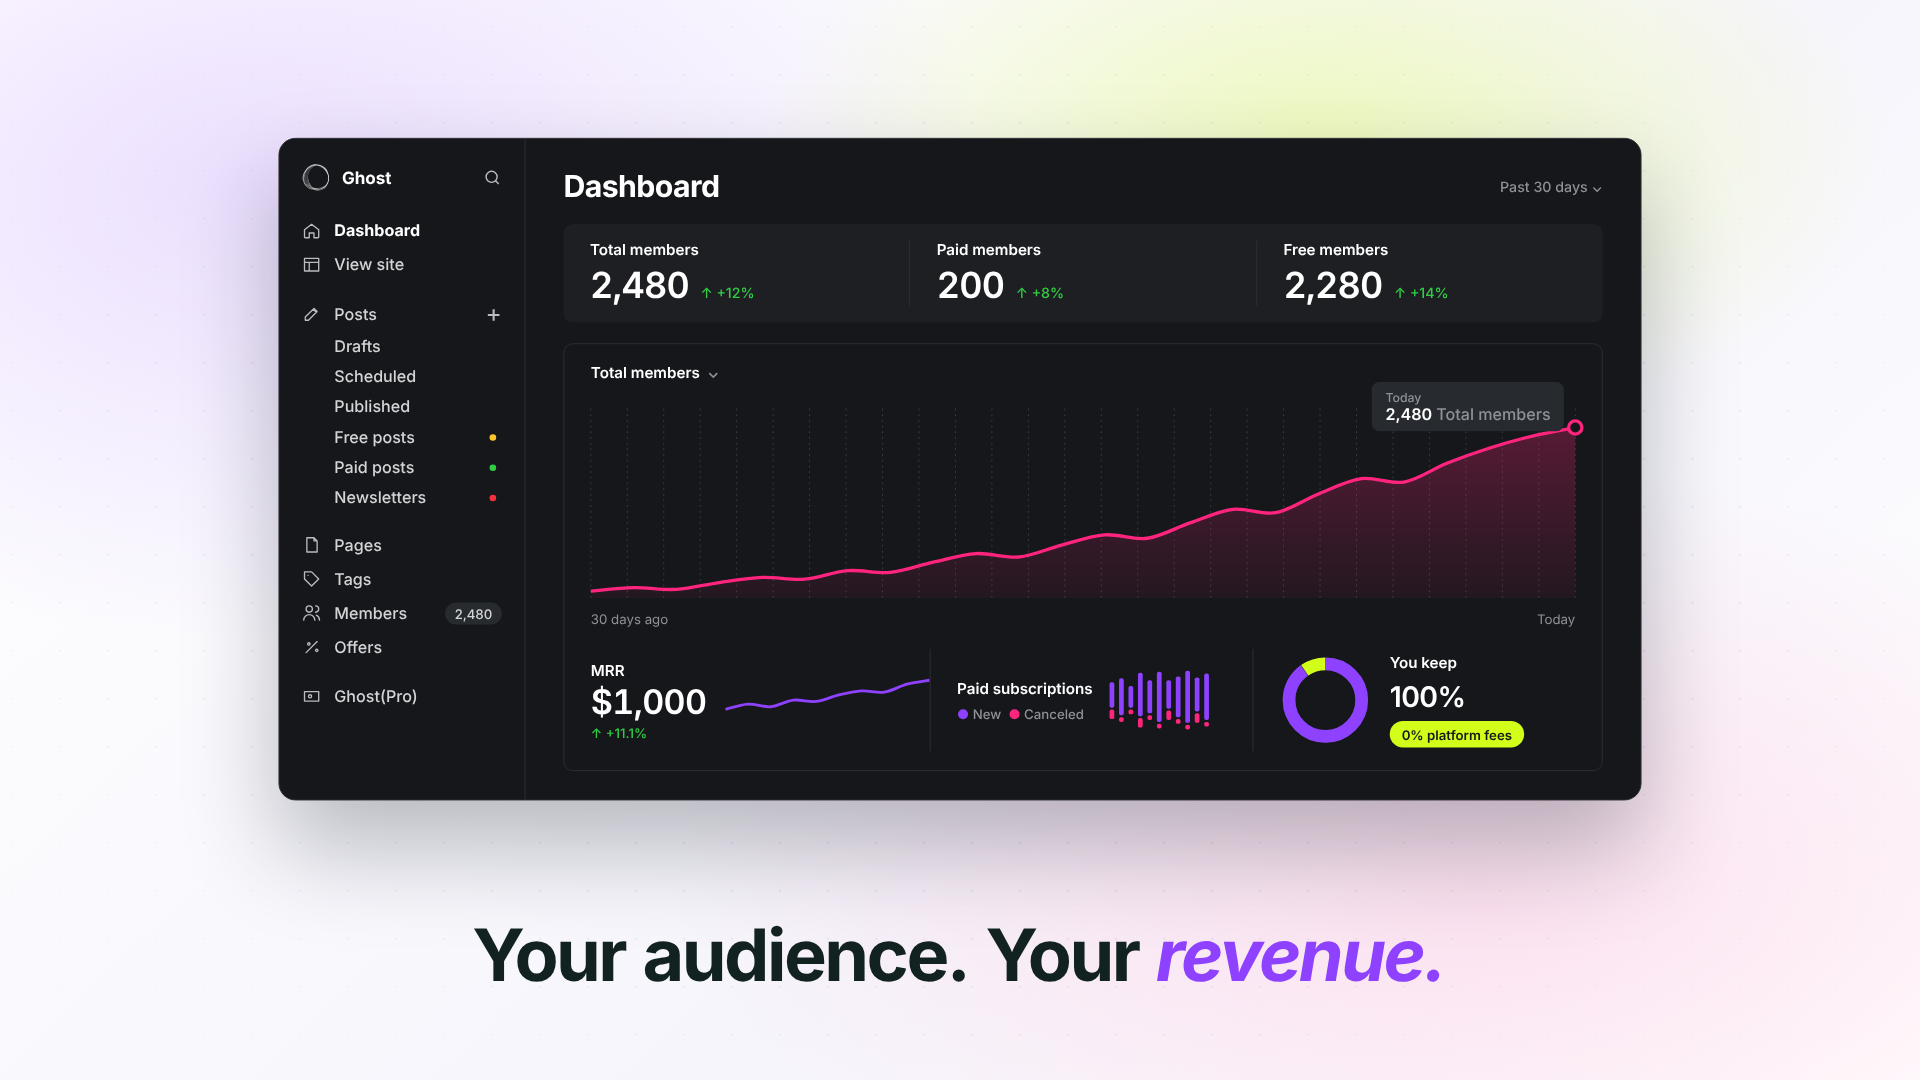 Ghost
Dashboard
View site
Posts
Drafts
Scheduled
Published
Free posts
Paid posts
Newsletters
Pages
Tags
Members 2,480
Offers
Ghost(Pro)
Dashboard
Past 30 days
Total members
2,480 ↑ +12%
Paid members
200 ↑ +8%
Free members
2,280 ↑ +14%
Total members
Today
2,480 Total members
30 days ago
Today
MRR
$1,000
↑ +11.1%
Paid subscriptions
New Canceled
You keep
100%
0% platform fees
Your audience. Your revenue.